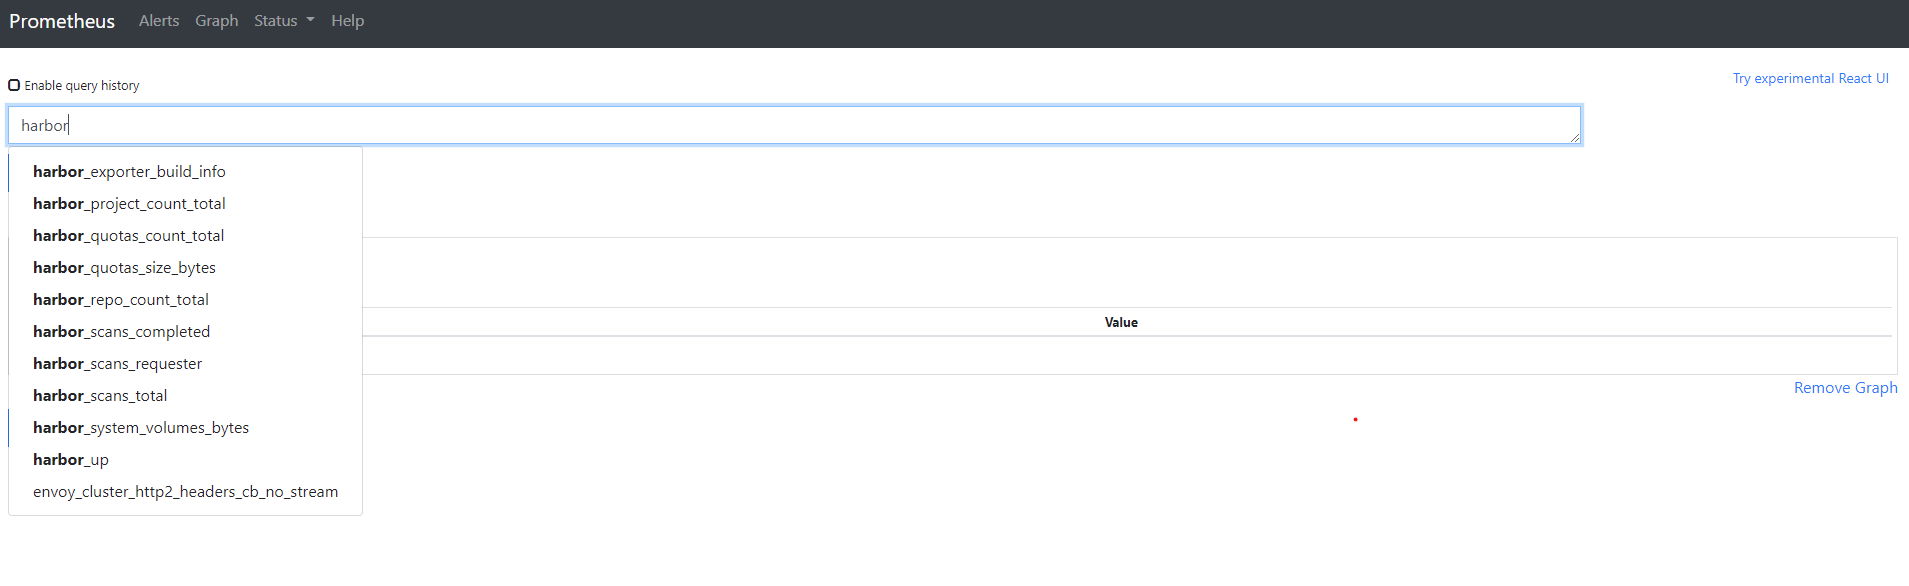 Prometheus Alerts Graph Status Help
Enable query history
Try experimental React UI
harbor
harbor_exporter_build_info
harbor_project_count_total
harbor_quotas_count_total
harbor_quotas_size_bytes
harbor_repo_count_total
harbor_scans_completed
Value
harbor_scans_requester
Remove Graph
harbor_scans_total
harbor_system_volumes_bytes
harbor_up
envoy_cluster_http2_headers_cb_no_stream